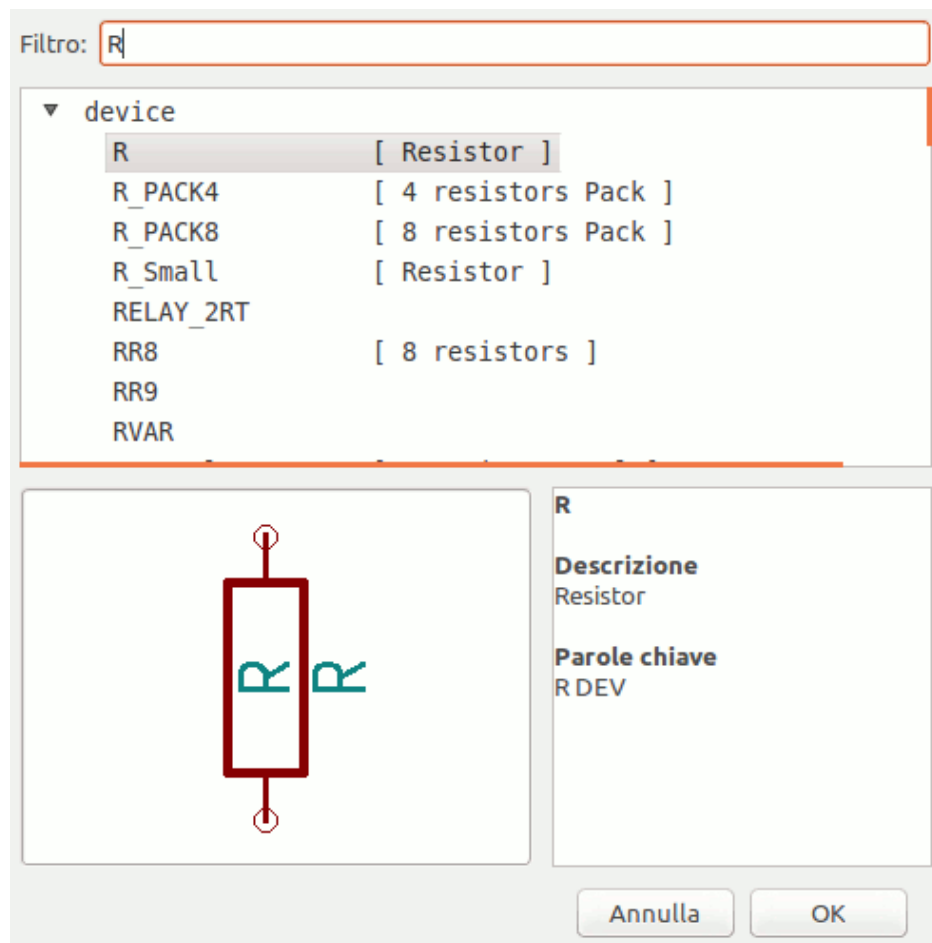 Filtro: R
device
R [ Resistor ]
R_PACK4 [ 4 resistors Pack ]
R_PACK8 [ 8 resistors Pack ]
R_Small [ Resistor ]
RELAY_2RT
RR8 [ 8 resistors ]
RR9
RVAR
R
Descrizione
Resistor
Parole chiave
R DEV
R R
Annulla OK